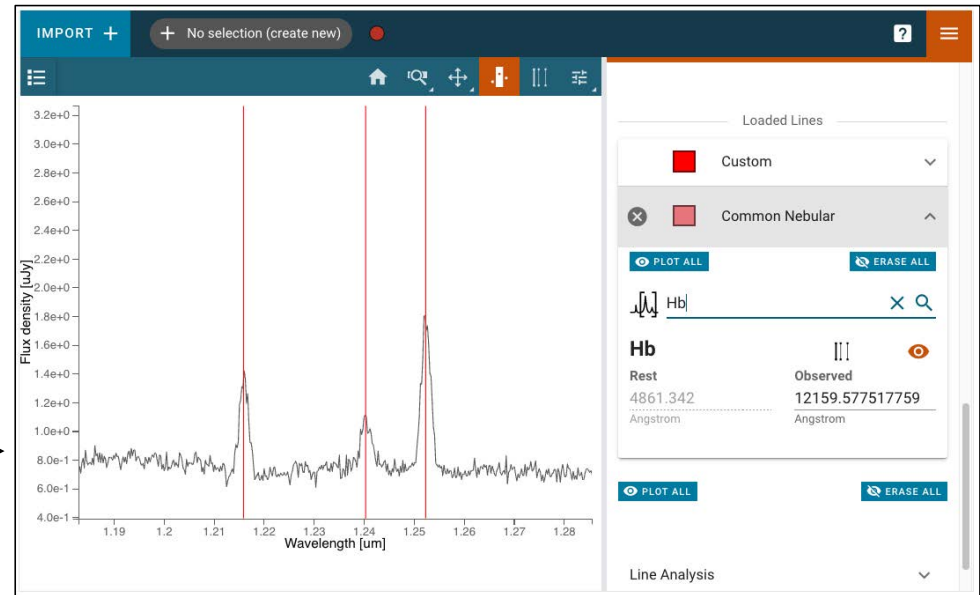 IMPORT +
+ No selection (create new)
?
3.2e+0
3.0e+0
2.8e+0
2.6e+0
2.4e+0
2.2e+0
2.0e+0
1.8e+0
1.6e+0
1.4e+0
1.2e+0
1.0e+0
8.0e-1
6.0e-1
4.0e-1
Flux density [uJy]
1.19 1.2 1.21 1.22 1.23 1.24 1.25 1.26 1.27 1.28
Wavelength [um]
Loaded Lines
Custom
Common Nebular
PLOT ALL
ERASE ALL
Hb
Hb
Rest
Observed
4861.342
12159.577517759
Angstrom
Angstrom
PLOT ALL
ERASE ALL
Line Analysis